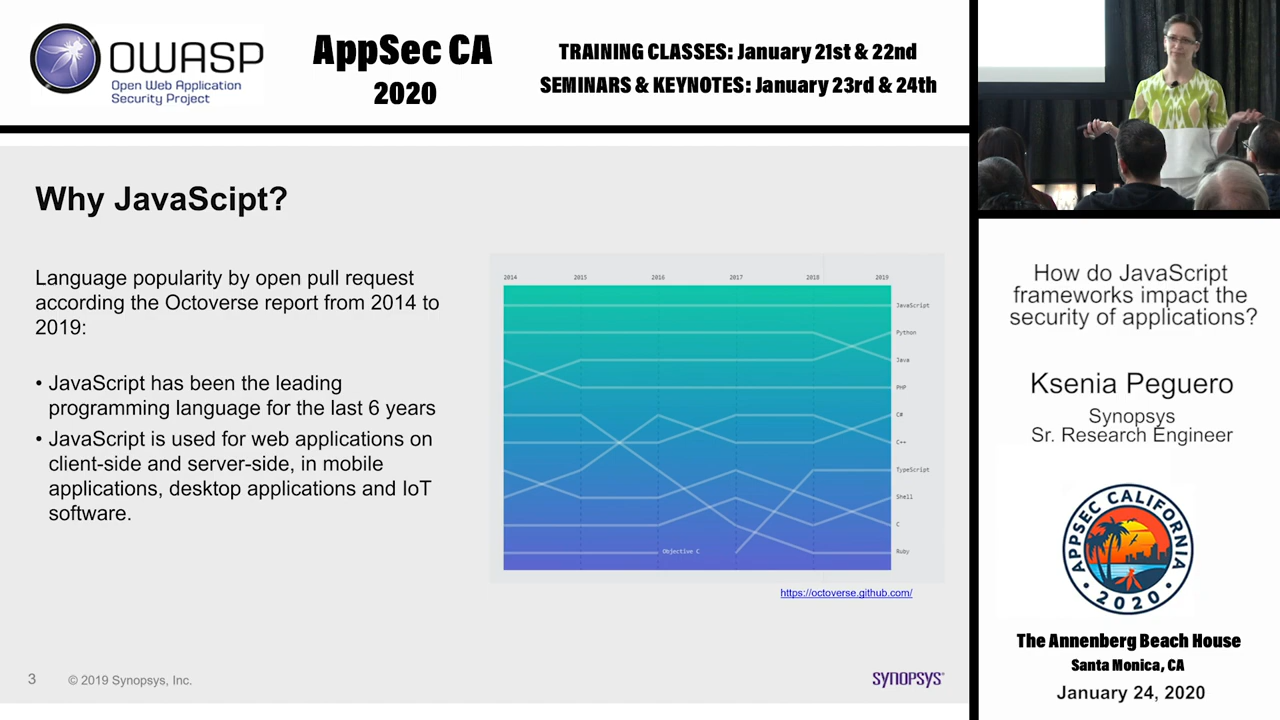 OWASP
Open Web Application
Security Project
AppSec CA
2020
TRAINING CLASSES: January 21st & 22nd
SEMINARS & KEYNOTES: January 23rd & 24th
Why JavaScipt?
Language popularity by open pull request
according the Octoverse report from 2014 to
2019:
• JavaScript has been the leading
programming language for the last 6 years
• JavaScript is used for web applications on
client-side and server-side, in mobile
applications, desktop applications and IoT
software.
2014 2015 2016 2017 2018 2019
JavaScript
Python
Java
PHP
C#
C++
TypeScript
Shell
C
Ruby
Objective C
https://octoverse.github.com/
3 © 2019 Synopsys, Inc.
SYNOPSYS®
How do JavaScript
frameworks impact the
security of applications?
Ksenia Peguero
Synopsys
Sr. Research Engineer
APPSEC CALIFORNIA
• 2020 •
The Annenberg Beach House
Santa Monica, CA
January 24, 2020